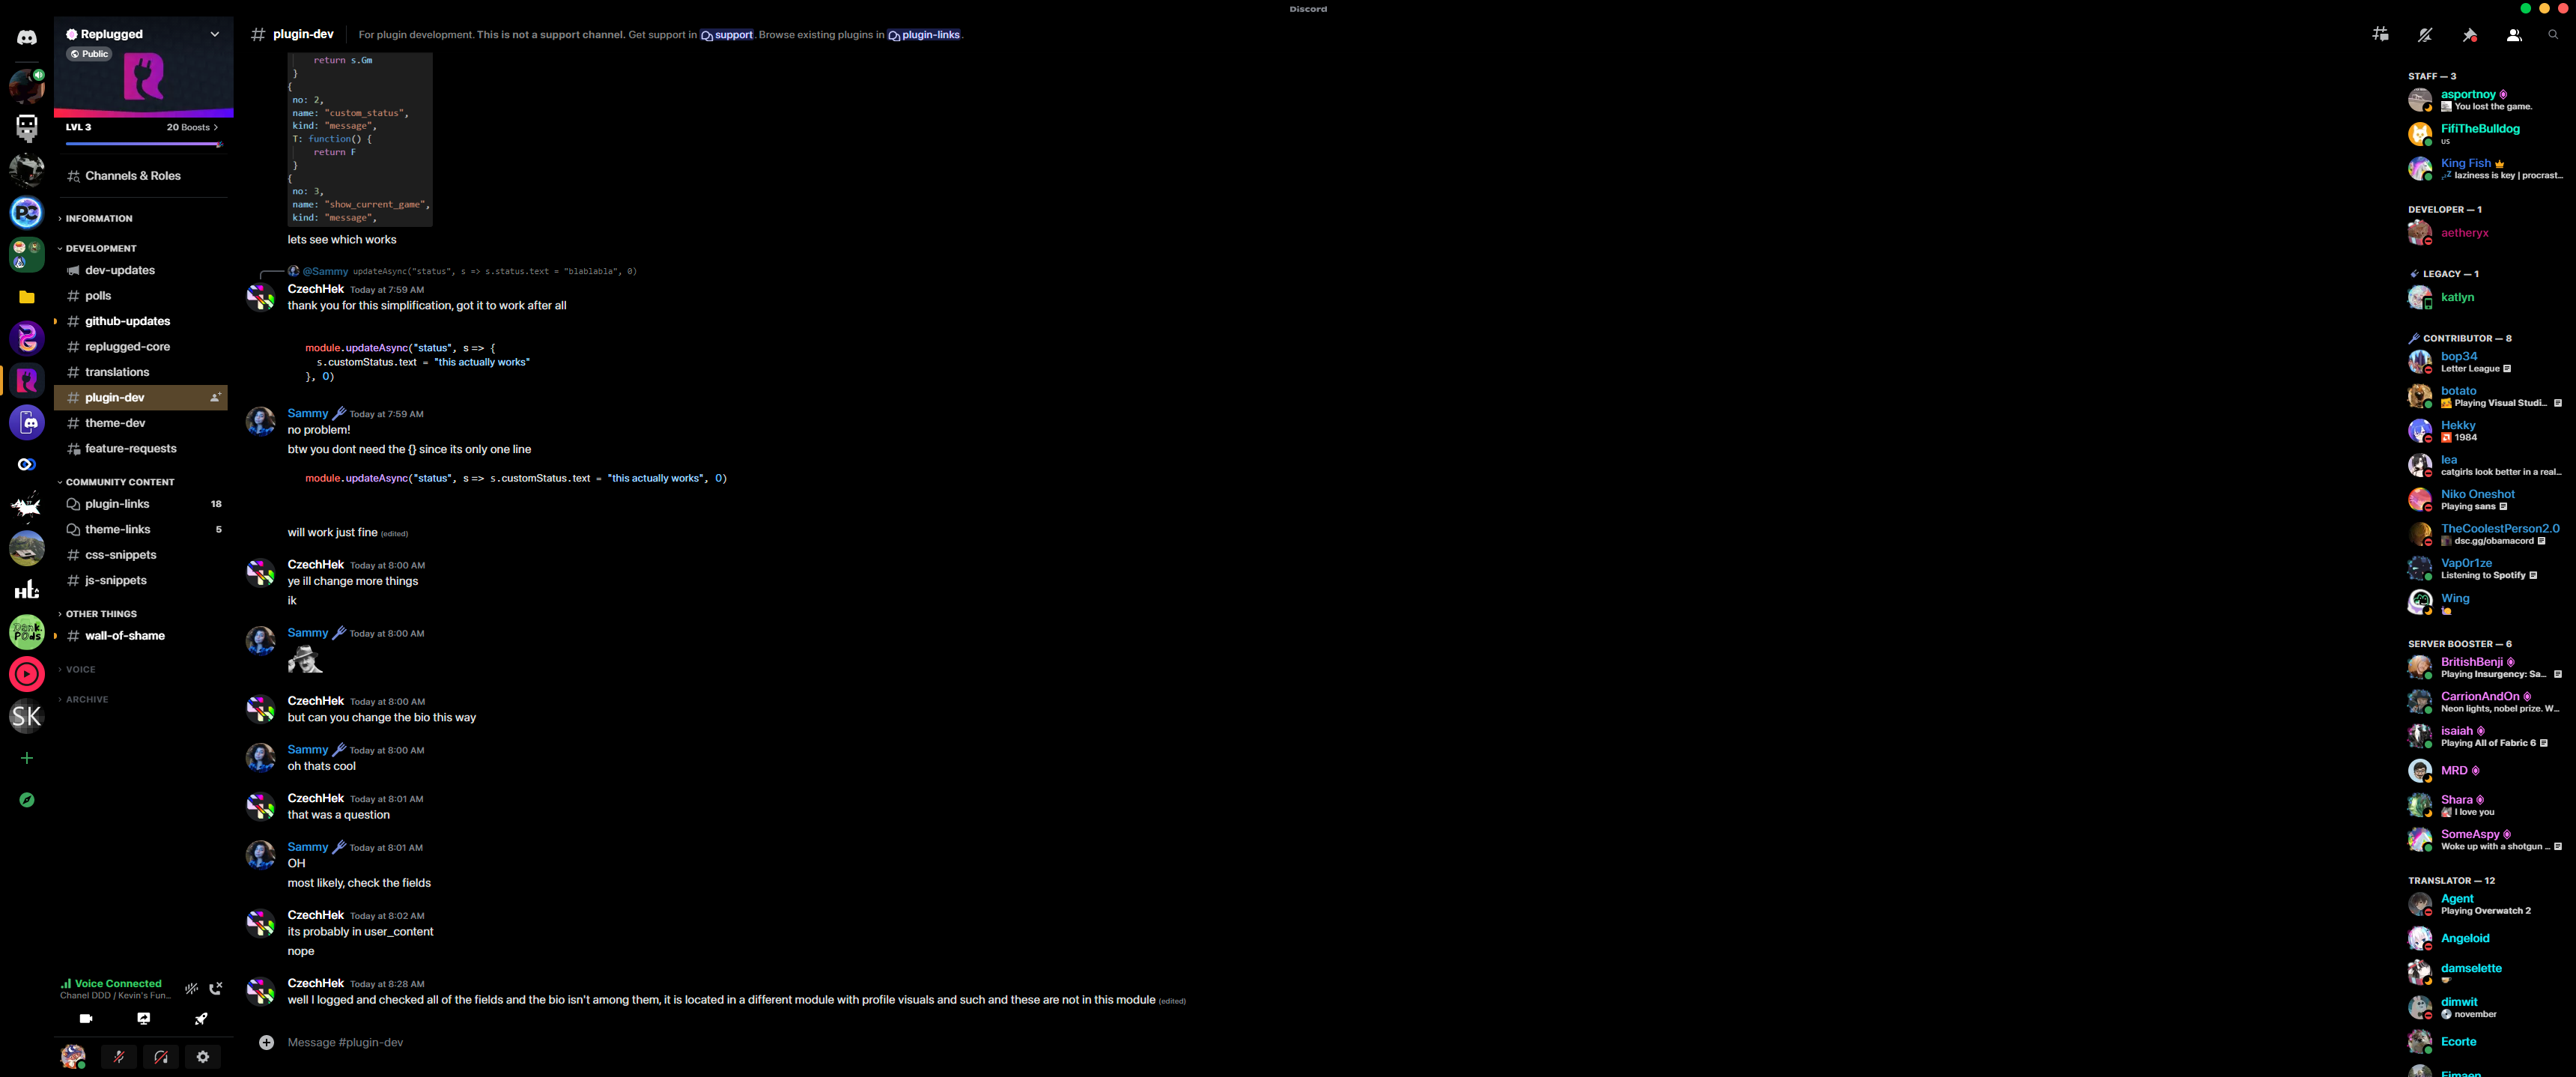 Discord
Replugged
Public
LVL 3
20 Boosts
Channels & Roles
INFORMATION
DEVELOPMENT
dev-updates
polls
github-updates
replugged-core
translations
plugin-dev
theme-dev
feature-requests
COMMUNITY CONTENT
plugin-links 18
theme-links 5
css-snippets
js-snippets
OTHER THINGS
wall-of-shame
VOICE
ARCHIVE
Voice Connected
Chanel DDD / Kevin's Fun...
PC
Dank.
Pods
SK
plugin-dev
For plugin development. This is not a support channel. Get support in support. Browse existing plugins in plugin-links.
return s.Gm
}
{
no: 2,
name: "custom_status",
kind: "message",
T: function() {
return F
}
{
no: 3,
name: "show_current_game",
kind: "message",
lets see which works
@Sammy updateAsync("status", s => s.status.text = "blablabla", 0)
CzechHek Today at 7:59 AM
thank you for this simplification, got it to work after all
module.updateAsync("status", s => {
s.customStatus.text = "this actually works"
}, 0)
Sammy Today at 7:59 AM
no problem!
btw you dont need the {} since its only one line
module.updateAsync("status", s => s.customStatus.text = "this actually works", 0)
will work just fine (edited)
CzechHek Today at 8:00 AM
ye ill change more things
ik
Sammy Today at 8:00 AM
CzechHek Today at 8:00 AM
but can you change the bio this way
Sammy Today at 8:00 AM
oh thats cool
CzechHek Today at 8:01 AM
that was a question
Sammy Today at 8:01 AM
OH
most likely, check the fields
CzechHek Today at 8:02 AM
its probably in user_content
nope
CzechHek Today at 8:28 AM
well I logged and checked all of the fields and the bio isn't among them, it is located in a different module with profile visuals and such and these are not in this module (edited)
Message #plugin-dev
STAFF — 3
asportnoy
You lost the game.
FifiTheBulldog
us
King Fish
laziness is key | procrast...
DEVELOPER — 1
aetheryx
LEGACY — 1
katlyn
CONTRIBUTOR — 8
bop34
Letter League
botato
Playing Visual Studi...
Hekky
1984
lea
catgirls look better in a real...
Niko Oneshot
Playing sans
TheCoolestPerson2.0
dsc.gg/obamacord
Vap0r1ze
Listening to Spotify
Wing
SERVER BOOSTER — 6
BritishBenji
Playing Insurgency: Sa...
CarrionAndOn
Neon lights, nobel prize. W...
isaiah
Playing All of Fabric 6
MRD
Shara
I love you
SomeAspy
Woke up with a shotgun ...
TRANSLATOR — 12
Agent
Playing Overwatch 2
Angeloid
damselette
dimwit
november
Ecorte